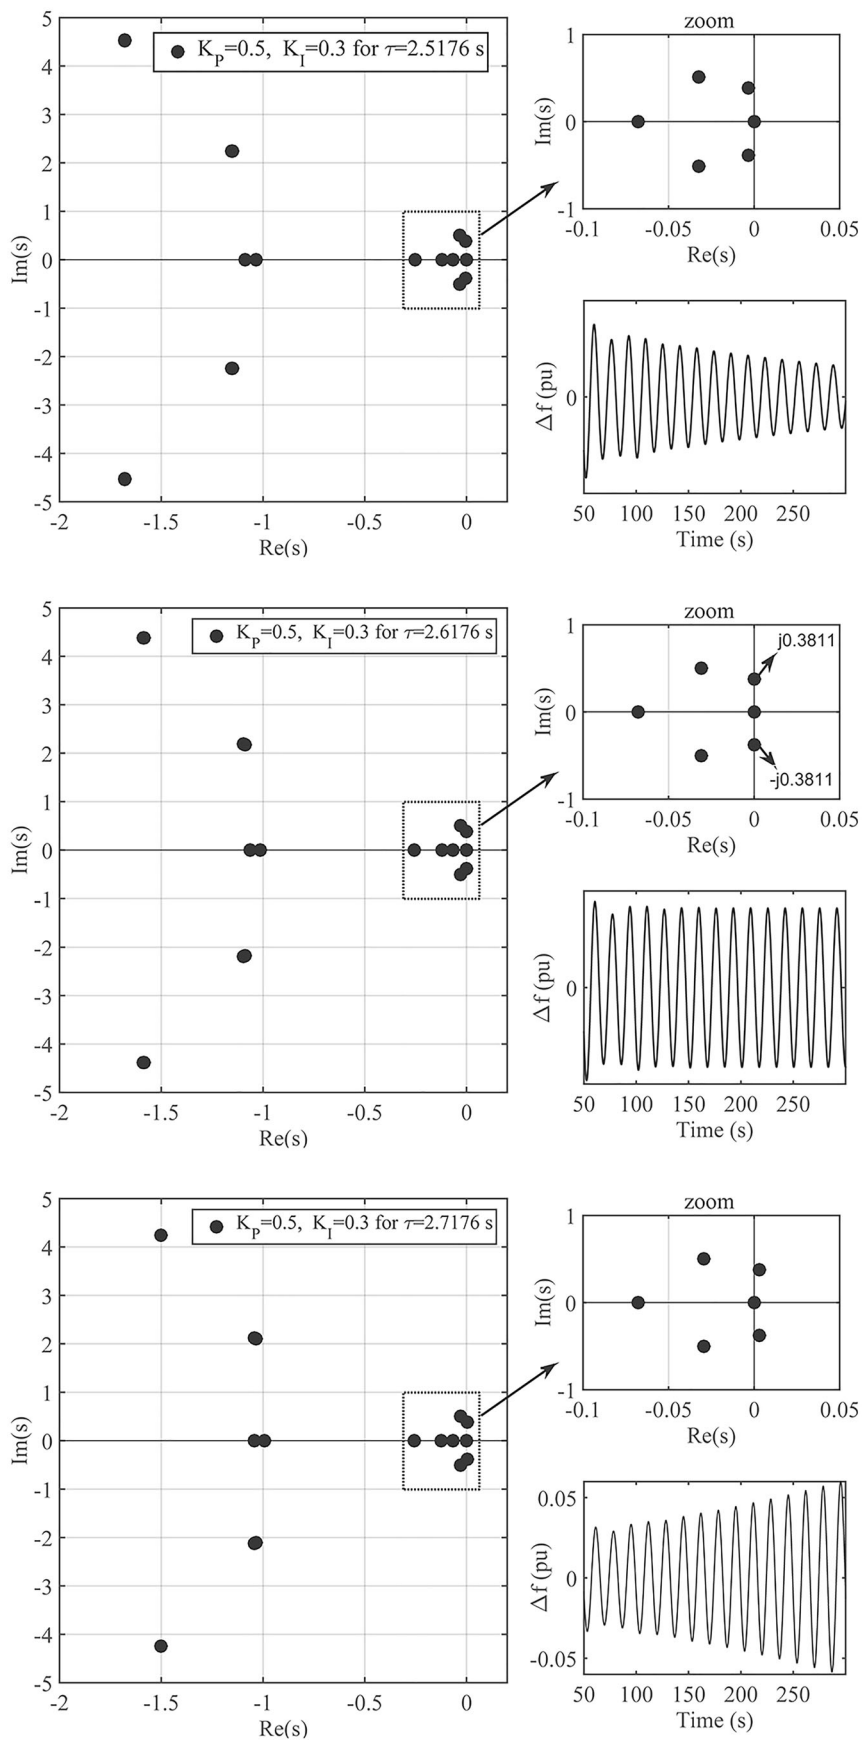 K_P=0.5, K_I=0.3 for τ=2.5176 s
5
4
3
2
1
0
-1
-2
-3
-4
-5
Im(s)
-2 -1.5 -1 -0.5 0
Re(s)
zoom
1
0
-1
Im(s)
-0.1 -0.05 0 0.05
Re(s)
0
Δf (pu)
50 100 150 200 250
Time (s)
K_P=0.5, K_I=0.3 for τ=2.6176 s
5
4
3
2
1
0
-1
-2
-3
-4
-5
Im(s)
-2 -1.5 -1 -0.5 0
Re(s)
zoom
j0.3811
-j0.3811
1
0
-1
Im(s)
-0.1 -0.05 0 0.05
Re(s)
0
Δf (pu)
50 100 150 200 250
Time (s)
K_P=0.5, K_I=0.3 for τ=2.7176 s
5
4
3
2
1
0
-1
-2
-3
-4
-5
Im(s)
-2 -1.5 -1 -0.5 0
Re(s)
zoom
1
0
-1
Im(s)
-0.1 -0.05 0 0.05
Re(s)
0.05
0
-0.05
Δf (pu)
50 100 150 200 250
Time (s)